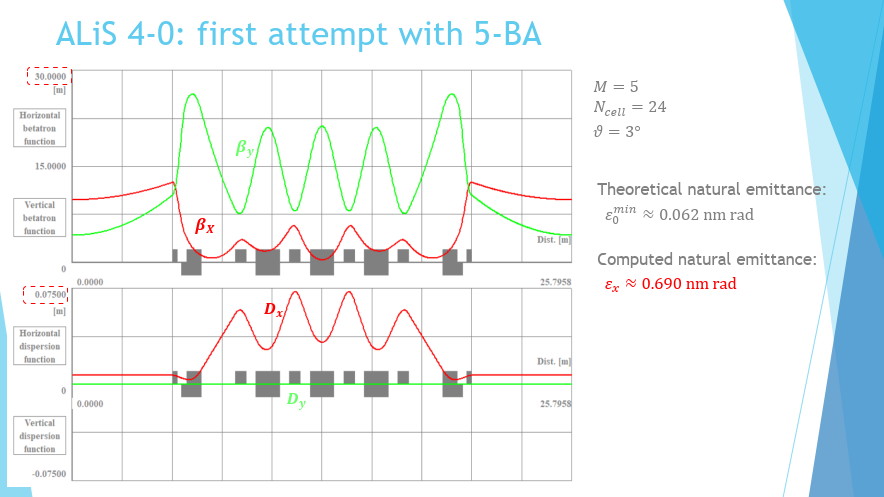 ALiS 4-0: first attempt with 5-BA
30.0000
[m]
Horizontal
betatron
function
15.0000
Vertical
betatron
function
0
β_y
β_X
Dist. [m]
0.0000
25.7958
0.07500
[m]
Horizontal
dispersion
function
0
Vertical
dispersion
function
-0.07500
D_x
Dist. [m]
D_y
0.0000
25.7958
M = 5
N_cell = 24
ϑ = 3°
Theoretical natural emittance:
ε_0^min ≈ 0.062 nm rad
Computed natural emittance:
ε_x ≈ 0.690 nm rad